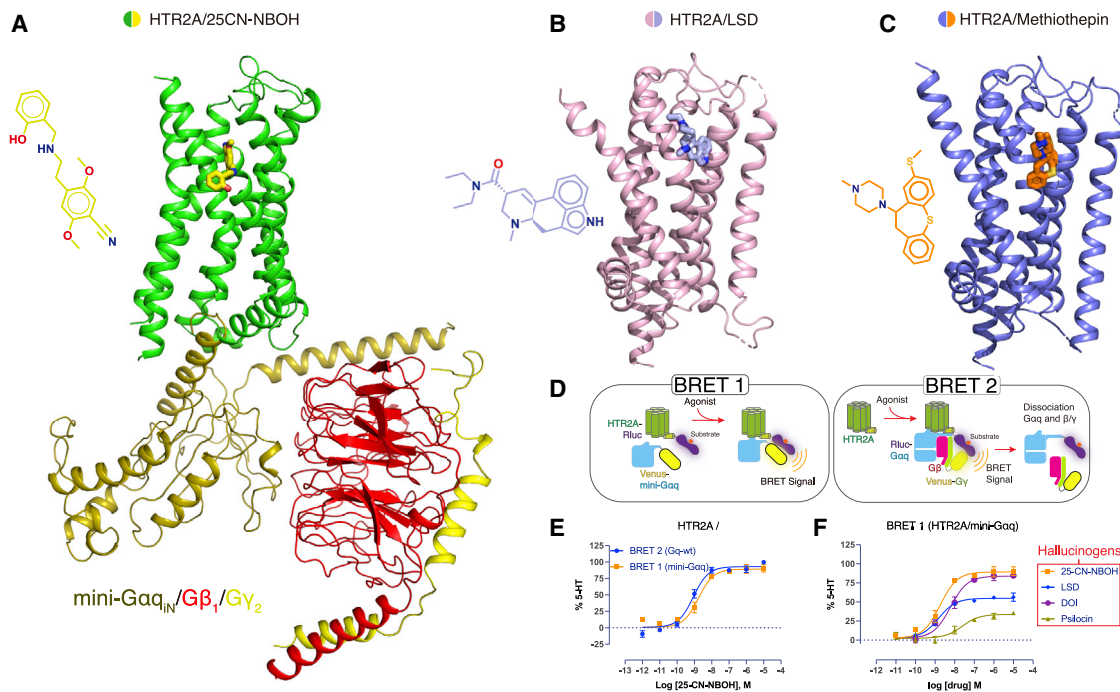 A
HTR2A/25CN-NBOH
B
HTR2A/LSD
C
HTR2A/Methiothepin
HO
HN
O
O
N
O
N
N
NH
S
N
N
S
mini-GαqiN/Gβ1/Gγ2
D
BRET 1
Agonist
HTR2A-
Rluc
Substrate
Venus-
mini-Gαq
BRET Signal
BRET 2
Agonist
HTR2A
Rluc-
Gαq
Substrate
Gβ
Venus-Gγ
BRET
Signal
Dissociation
Gαq and β/γ
E
HTR2A /
BRET 2 (Gq-wt)
BRET 1 (mini-Gαq)
% 5-HT
125
100
75
50
25
0
-25
-13 -12 -11 -10 -9 -8 -7 -6 -5 -4
Log [25-CN-NBOH], M
F
BRET 1 (HTR2A/mini-Gαq)
% 5-HT
125
100
75
50
25
0
-12 -11 -10 -9 -8 -7 -6 -5 -4
log [drug] M
Hallucinogens
25-CN-NBOH
LSD
DOI
Psilocin